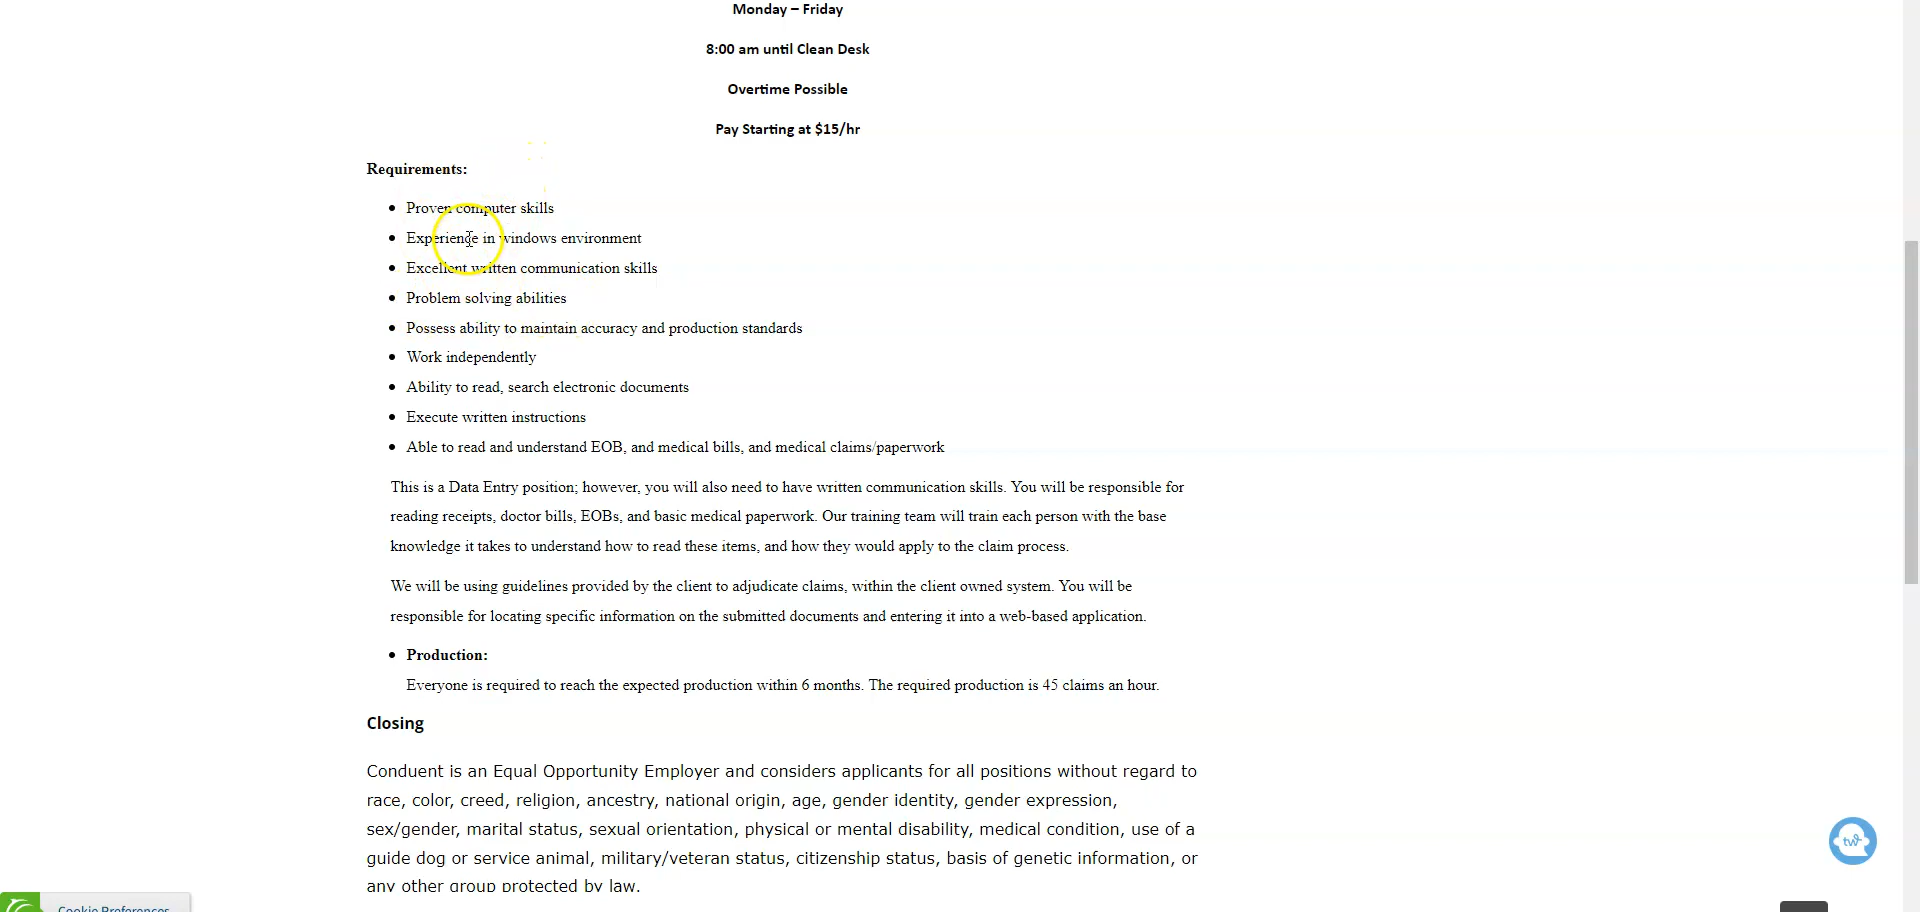 Monday – Friday
8:00 am until Clean Desk
Overtime Possible
Pay Starting at $15/hr
Requirements:
• Proven computer skills
• Experience in windows environment
• Excellent written communication skills
• Problem solving abilities
• Possess ability to maintain accuracy and production standards
• Work independently
• Ability to read, search electronic documents
• Execute written instructions
• Able to read and understand EOB, and medical bills, and medical claims/paperwork
This is a Data Entry position; however, you will also need to have written communication skills. You will be responsible for
reading receipts, doctor bills, EOBs, and basic medical paperwork. Our training team will train each person with the base
knowledge it takes to understand how to read these items, and how they would apply to the claim process.
We will be using guidelines provided by the client to adjudicate claims, within the client owned system. You will be
responsible for locating specific information on the submitted documents and entering it into a web-based application.
• Production:
Everyone is required to reach the expected production within 6 months. The required production is 45 claims an hour.
Closing
Conduent is an Equal Opportunity Employer and considers applicants for all positions without regard to
race, color, creed, religion, ancestry, national origin, age, gender identity, gender expression,
sex/gender, marital status, sexual orientation, physical or mental disability, medical condition, use of a
guide dog or service animal, military/veteran status, citizenship status, basis of genetic information, or
any other group protected by law.
tw
Cookie Preferences